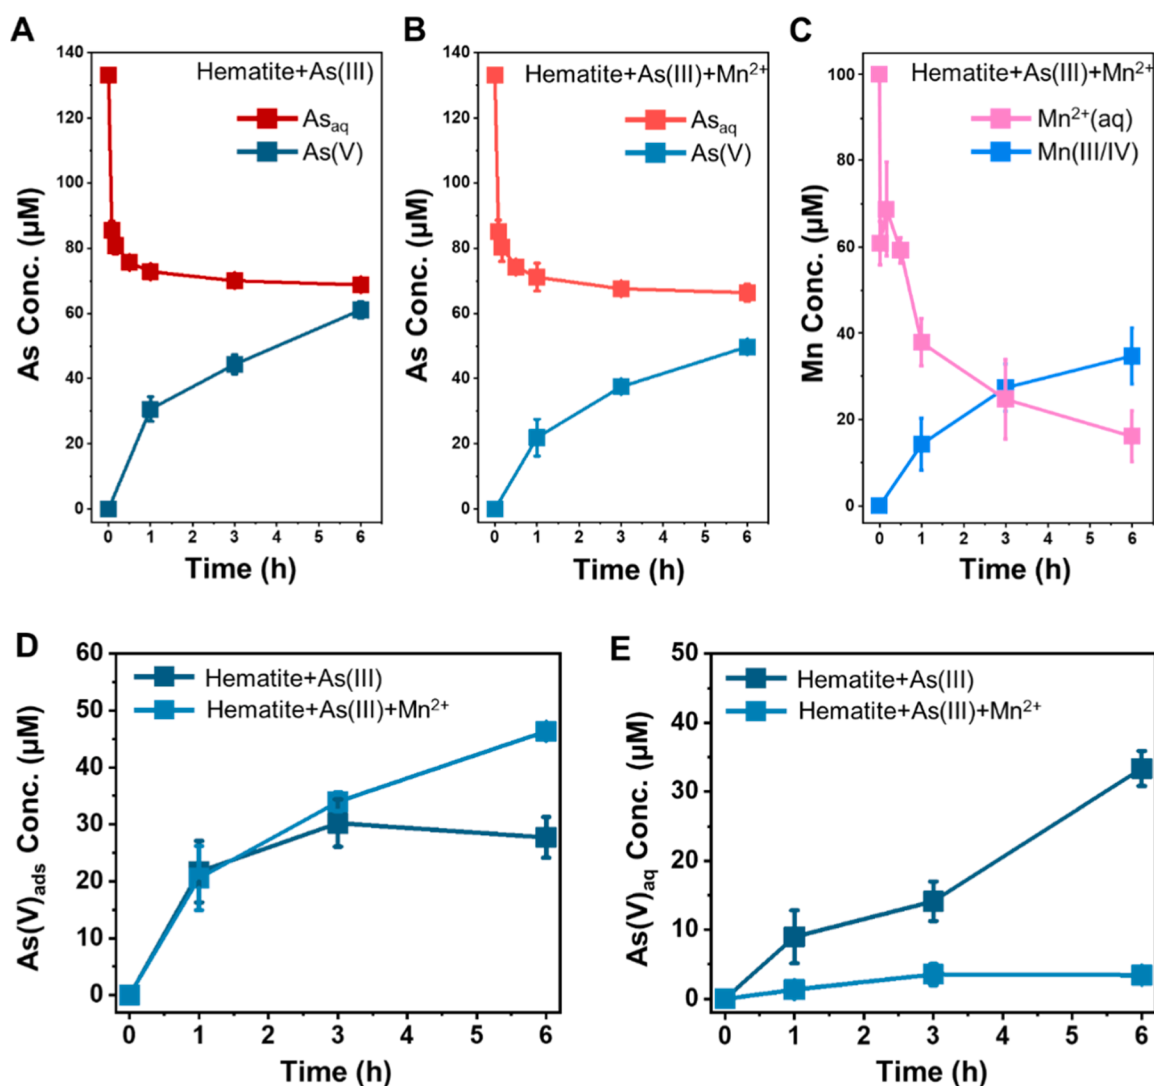 A
Hematite+As(III)
Asaq
As(V)
As Conc. (µM)
140
120
100
80
60
40
20
0
0 1 2 3 4 5 6
Time (h)
B
Hematite+As(III)+Mn²⁺
Asaq
As(V)
As Conc. (µM)
140
120
100
80
60
40
20
0
0 1 2 3 4 5 6
Time (h)
C
Hematite+As(III)+Mn²⁺
Mn²⁺(aq)
Mn(III/IV)
Mn Conc. (µM)
100
80
60
40
20
0
0 1 2 3 4 5 6
Time (h)
D
Hematite+As(III)
Hematite+As(III)+Mn²⁺
As(V)ads Conc. (µM)
60
50
40
30
20
10
0
0 1 2 3 4 5 6
Time (h)
E
Hematite+As(III)
Hematite+As(III)+Mn²⁺
As(V)aq Conc. (µM)
50
40
30
20
10
0
0 1 2 3 4 5 6
Time (h)